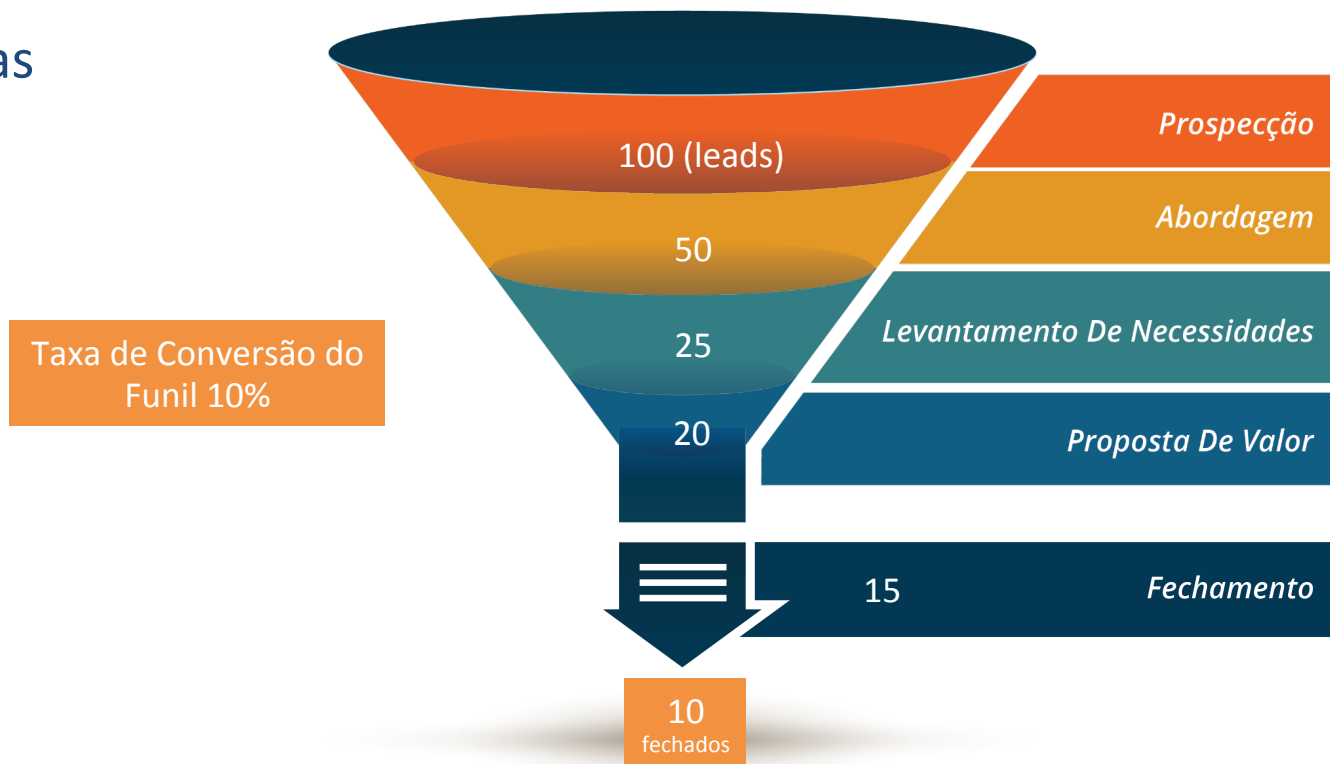 as
Prospecção
100 (leads)
Abordagem
50
Levantamento De Necessidades
25
Taxa de Conversão do
Funil 10%
Proposta De Valor
20
15
Fechamento
10
fechados